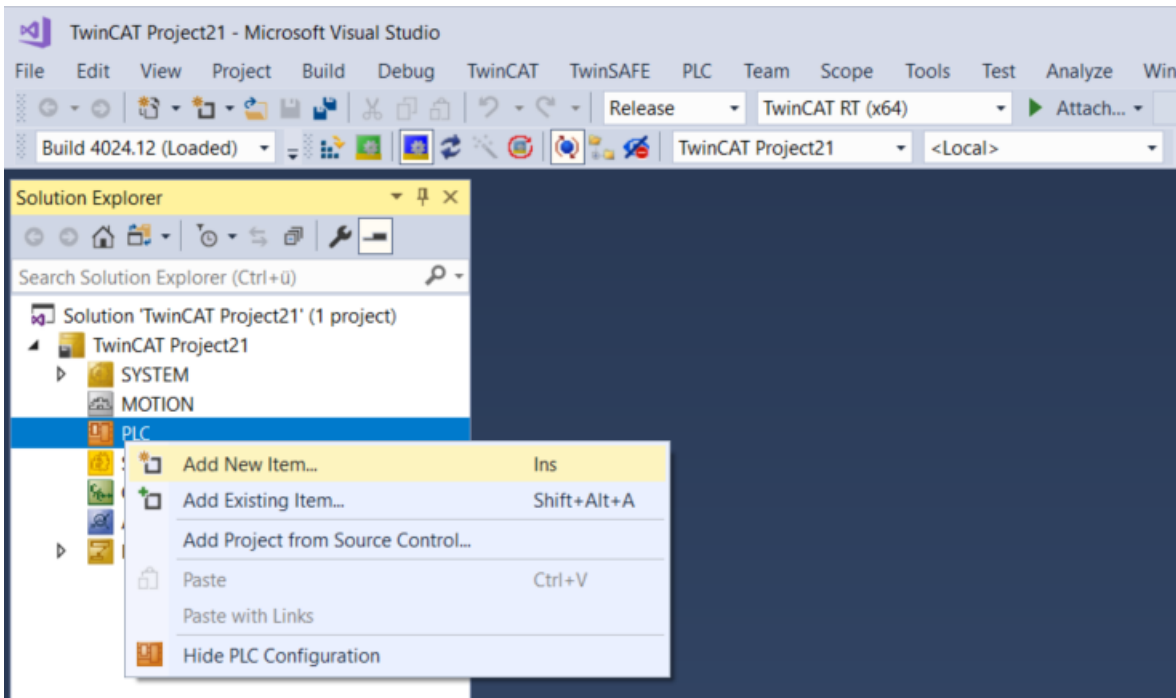 TwinCAT Project21 - Microsoft Visual Studio
File Edit View Project Build Debug TwinCAT TwinSAFE PLC Team Scope Tools Test Analyze Win
Release TwinCAT RT (x64) Attach...
Build 4024.12 (Loaded) TwinCAT Project21 <Local>
Solution Explorer
Search Solution Explorer (Ctrl+ü)
Solution 'TwinCAT Project21' (1 project)
TwinCAT Project21
SYSTEM
MOTION
PLC
Add New Item... Ins
Add Existing Item... Shift+Alt+A
Add Project from Source Control...
Paste Ctrl+V
Paste with Links
Hide PLC Configuration